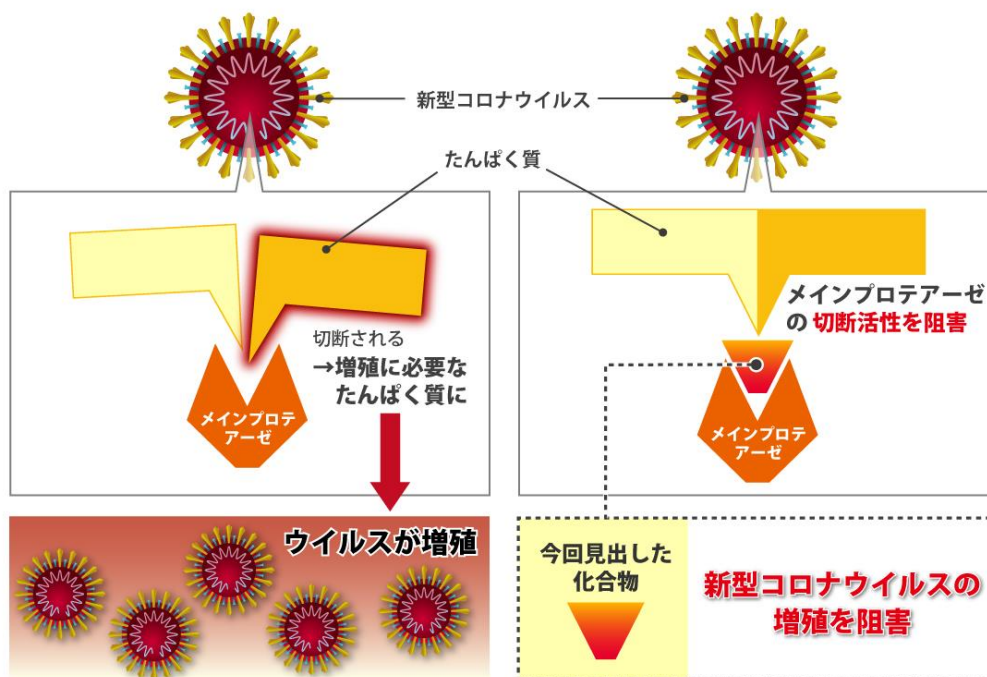 新型コロナウイルス
たんぱく質
切断される
→増殖に必要な
たんぱく質に
メインプロテ
アーゼ
ウイルスが増殖
メインプロテアーゼ
の 切断活性を阻害
メインプロテ
アーゼ
今回見出した
化合物
新型コロナウイルスの
増殖を阻害